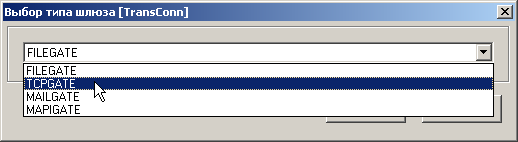 Выбор типа шлюза [TransConn]
FILEGATE
FILEGATE
TCPGATE
MAILGATE
MAPIGATE